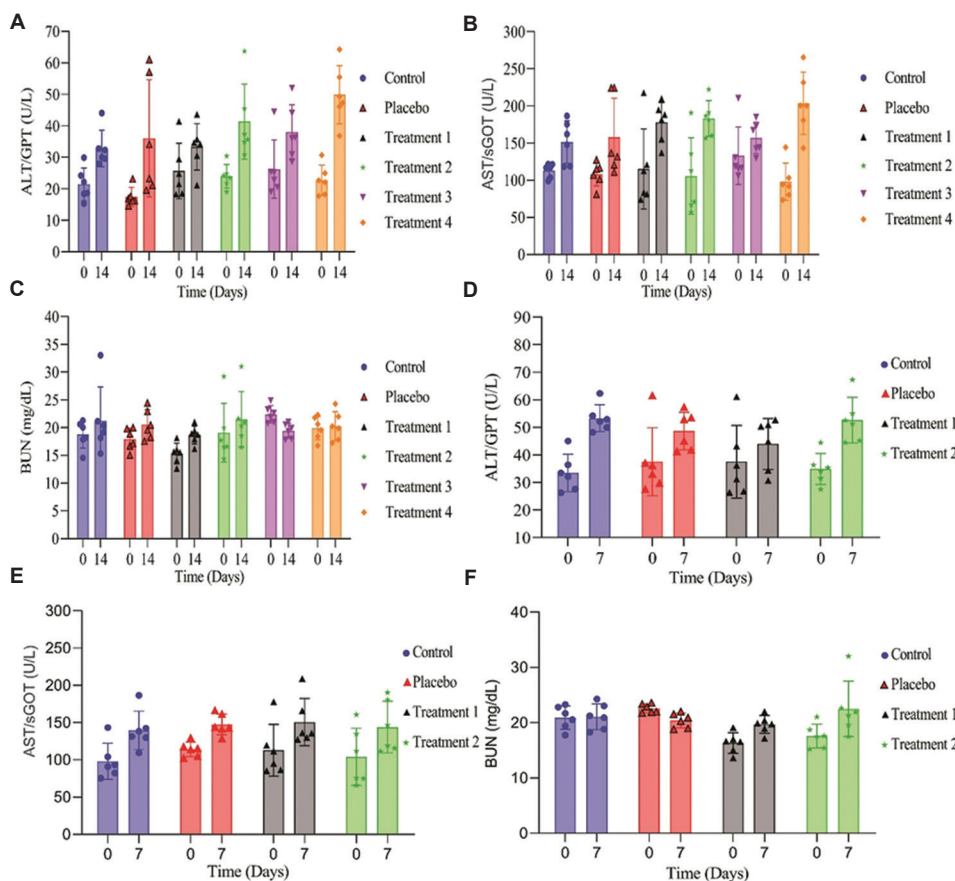 A
ALT/GPT (U/L)
70
60
50
40
30
20
10
0
0 14 0 14 0 14 0 14 0 14 0 14
Time (Days)
Control
Placebo
Treatment 1
Treatment 2
Treatment 3
Treatment 4
B
AST/sGOT (U/L)
300
250
200
150
100
50
0
0 14 0 14 0 14 0 14 0 14 0 14
Time (Days)
Control
Placebo
Treatment 1
Treatment 2
Treatment 3
Treatment 4
C
BUN (mg/dL)
40
35
30
25
20
15
10
5
0
0 14 0 14 0 14 0 14 0 14 0 14
Time (Days)
Control
Placebo
Treatment 1
Treatment 2
Treatment 3
Treatment 4
D
ALT/GPT (U/L)
90
80
70
60
50
40
30
20
10
0 7 0 7 0 7 0 7
Time (Days)
Control
Placebo
Treatment 1
Treatment 2
E
AST/sGOT (U/L)
300
250
200
150
100
50
0
0 7 0 7 0 7 0 7
Time (Days)
Control
Placebo
Treatment 1
Treatment 2
F
BUN (mg/dL)
40
30
20
10
0
0 7 0 7 0 7 0 7
Time (Days)
Control
Placebo
Treatment 1
Treatment 2